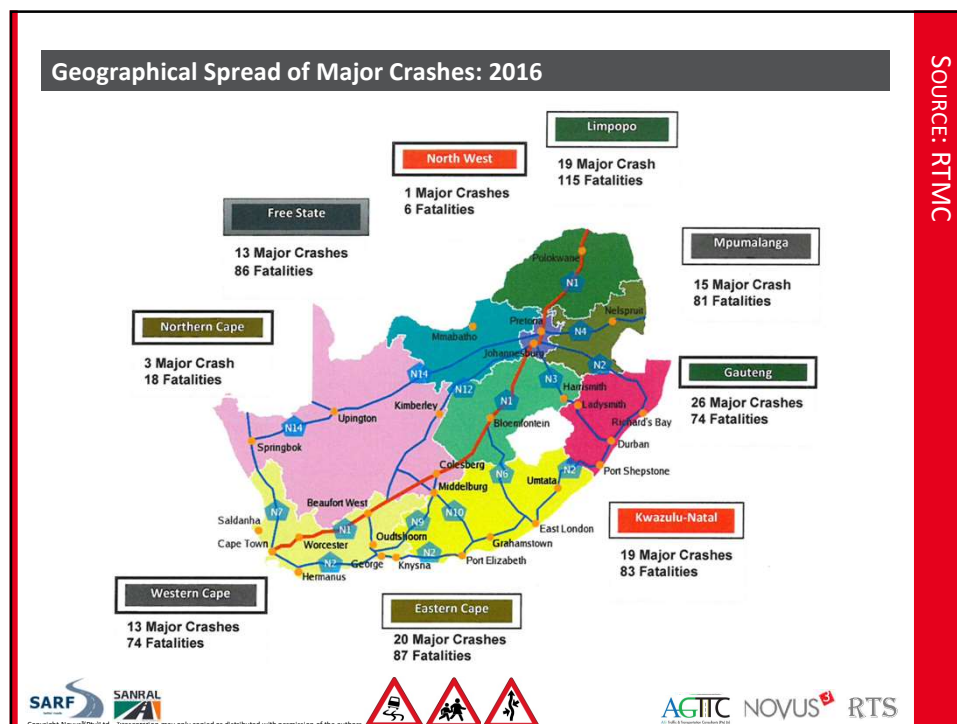 Geographical Spread of Major Crashes: 2016
SOURCE: RTMC
Limpopo
19 Major Crash
115 Fatalities
North West
1 Major Crashes
6 Fatalities
Free State
13 Major Crashes
86 Fatalities
Mpumalanga
15 Major Crash
81 Fatalities
Northern Cape
3 Major Crash
18 Fatalities
Gauteng
26 Major Crashes
74 Fatalities
Kwazulu-Natal
19 Major Crashes
83 Fatalities
Western Cape
13 Major Crashes
74 Fatalities
Eastern Cape
20 Major Crashes
87 Fatalities
Polokwane
N1
Nelspruit
Pretoria
N4
Mmabatho
Johannesburg
N2
N14
N12
N3
Harrismith
N1
Ladysmith
Kimberley
Upington
Bloemfontein
Richard's Bay
N14
Durban
Springbok
Colesberg
Port Shepstone
N6
N2
Middelburg
Umtata
Beaufort West
N7
N10
N9
East London
Saldanha
N1
Oudtshoorn
Grahamstown
Cape Town
Worcester
N2
George
Knysna
N2
Port Elizabeth
Hermanus
SARF
SANRAL
AGTTC
NOVUS3
RTS